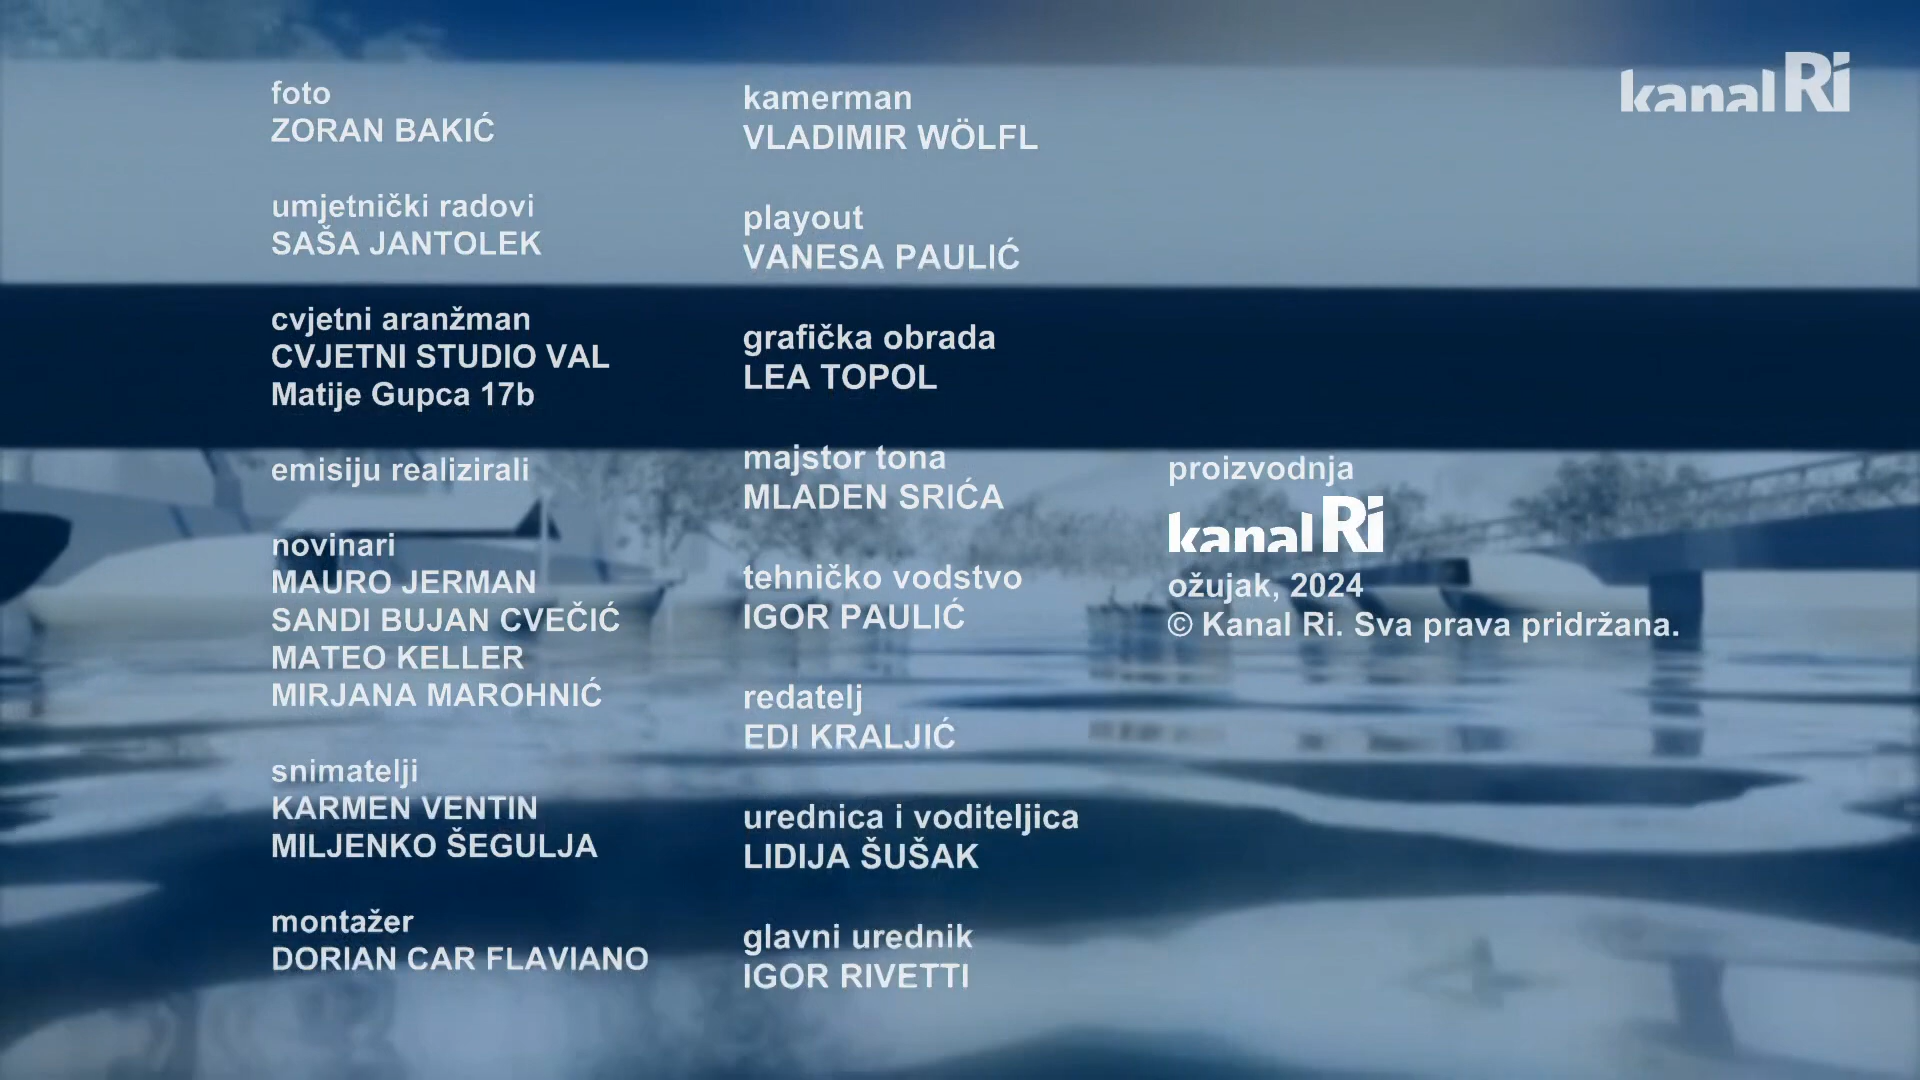 kanal Ri
foto
ZORAN BAKIĆ
umjetnički radovi
SAŠA JANTOLEK
cvjetni aranžman
CVJETNI STUDIO VAL
Matije Gupca 17b
emisiju realizirali
novinari
MAURO JERMAN
SANDI BUJAN CVEČIĆ
MATEO KELLER
MIRJANA MAROHNIĆ
snimatelji
KARMEN VENTIN
MILJENKO ŠEGULJA
montažer
DORIAN CAR FLAVIANO
kamerman
VLADIMIR WÖLFL
playout
VANESA PAULIĆ
grafička obrada
LEA TOPOL
majstor tona
MLADEN SRIĆA
tehničko vodstvo
IGOR PAULIĆ
redatelj
EDI KRALJIĆ
urednica i voditeljica
LIDIJA ŠUŠAK
glavni urednik
IGOR RIVETTI
proizvodnja
kanal Ri
ožujak, 2024
© Kanal Ri. Sva prava pridržana.